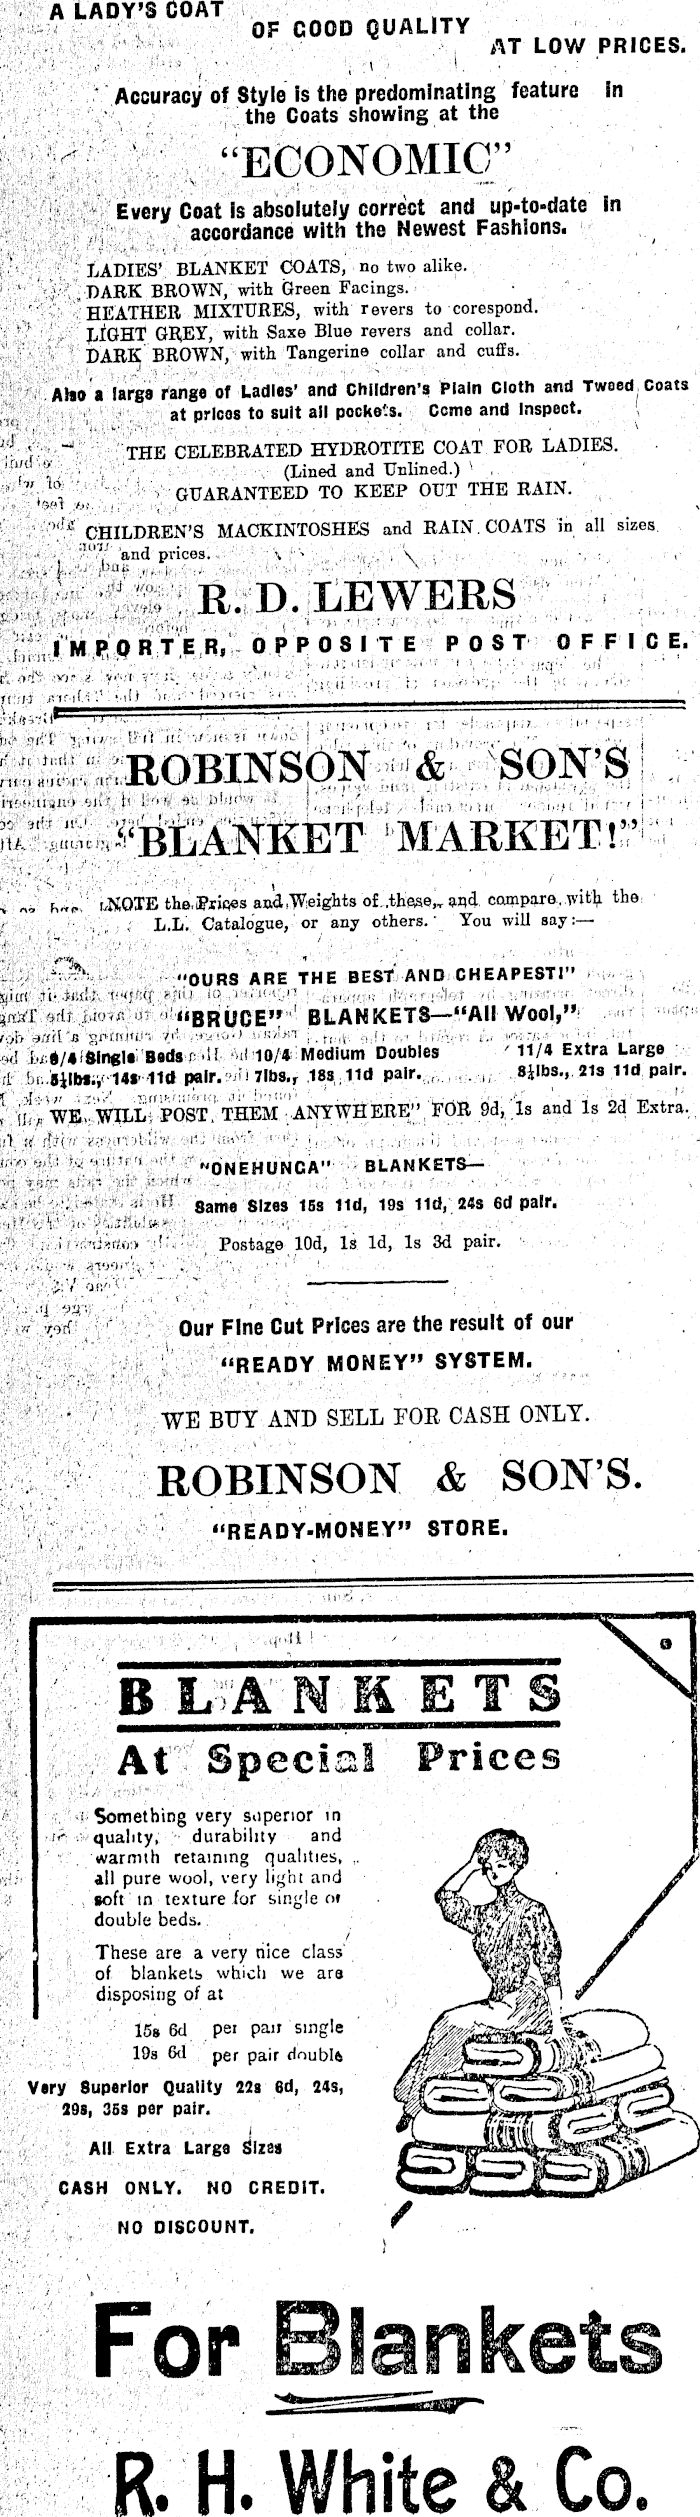 A LADY'S COAT
OF GOOD QUALITY
AT LOW PRICES.
Accuracy of Style is the predominating feature in
the Coats showing at the
"ECONOMIC"
Every Coat is absolutely correct and up-to-date in
accordance with the Newest Fashions.
LADIES' BLANKET COATS, no two alike.
DARK BROWN, with Green Facings.
HEATHER MIXTURES, with revers to corespond.
LIGHT GREY, with Saxe Blue revers and collar.
DARK BROWN, with Tangerine collar and cuffs.
Also a large range of Ladies' and Children's Plain Cloth and Tweed Coats
at prices to suit all pockets. Come and Inspect.
THE CELEBRATED HYDROTITE COAT FOR LADIES.
(Lined and Unlined.)
GUARANTEED TO KEEP OUT THE RAIN.
CHILDREN'S MACKINTOSHES and RAIN COATS in all sizes
and prices.
R. D. LEWERS
IMPORTER, OPPOSITE POST OFFICE.
ROBINSON & SON'S
"BLANKET MARKET!"
NOTE the Prices and Weights of these, and compare with the
L.L. Catalogue, or any others. You will say:—
"OURS ARE THE BEST AND CHEAPEST!"
"BRUCE" BLANKETS—"All Wool,"
8/4 Single Beds 10/4 Medium Doubles 11/4 Extra Large
5½lbs., 14s 11d pair. 7lbs., 18s 11d pair. 8½lbs., 21s 11d pair.
WE WILL POST THEM ANYWHERE" FOR 9d, 1s and 1s 2d Extra.
"ONEHUNGA" BLANKETS—
Same Sizes 15s 11d, 19s 11d, 24s 6d pair.
Postage 10d, 1s 1d, 1s 3d pair.
Our Fine Cut Prices are the result of our
"READY MONEY" SYSTEM.
WE BUY AND SELL FOR CASH ONLY.
ROBINSON & SON'S.
"READY-MONEY" STORE.
BLANKETS
At Special Prices
Something very superior in
quality, durability and
warmth retaining qualities,
all pure wool, very light and
soft in texture for single or
double beds.
These are a very nice class
of blankets which we are
disposing of at
15s 6d per pair single
19s 6d per pair double
Very Superior Quality 22s 6d, 24s,
29s, 35s per pair.
All Extra Large Sizes
CASH ONLY. NO CREDIT.
NO DISCOUNT.
For Blankets
R. H. White & Co.